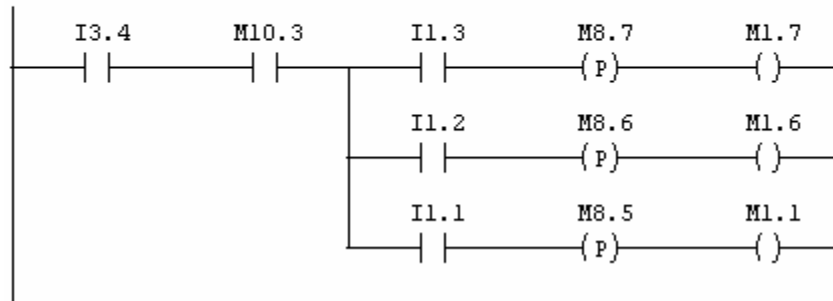 I3.4 M10.3 I1.3 M8.7 M1.7
(P) ( )
I1.2 M8.6 M1.6
(P) ( )
I1.1 M8.5 M1.1
(P) ( )